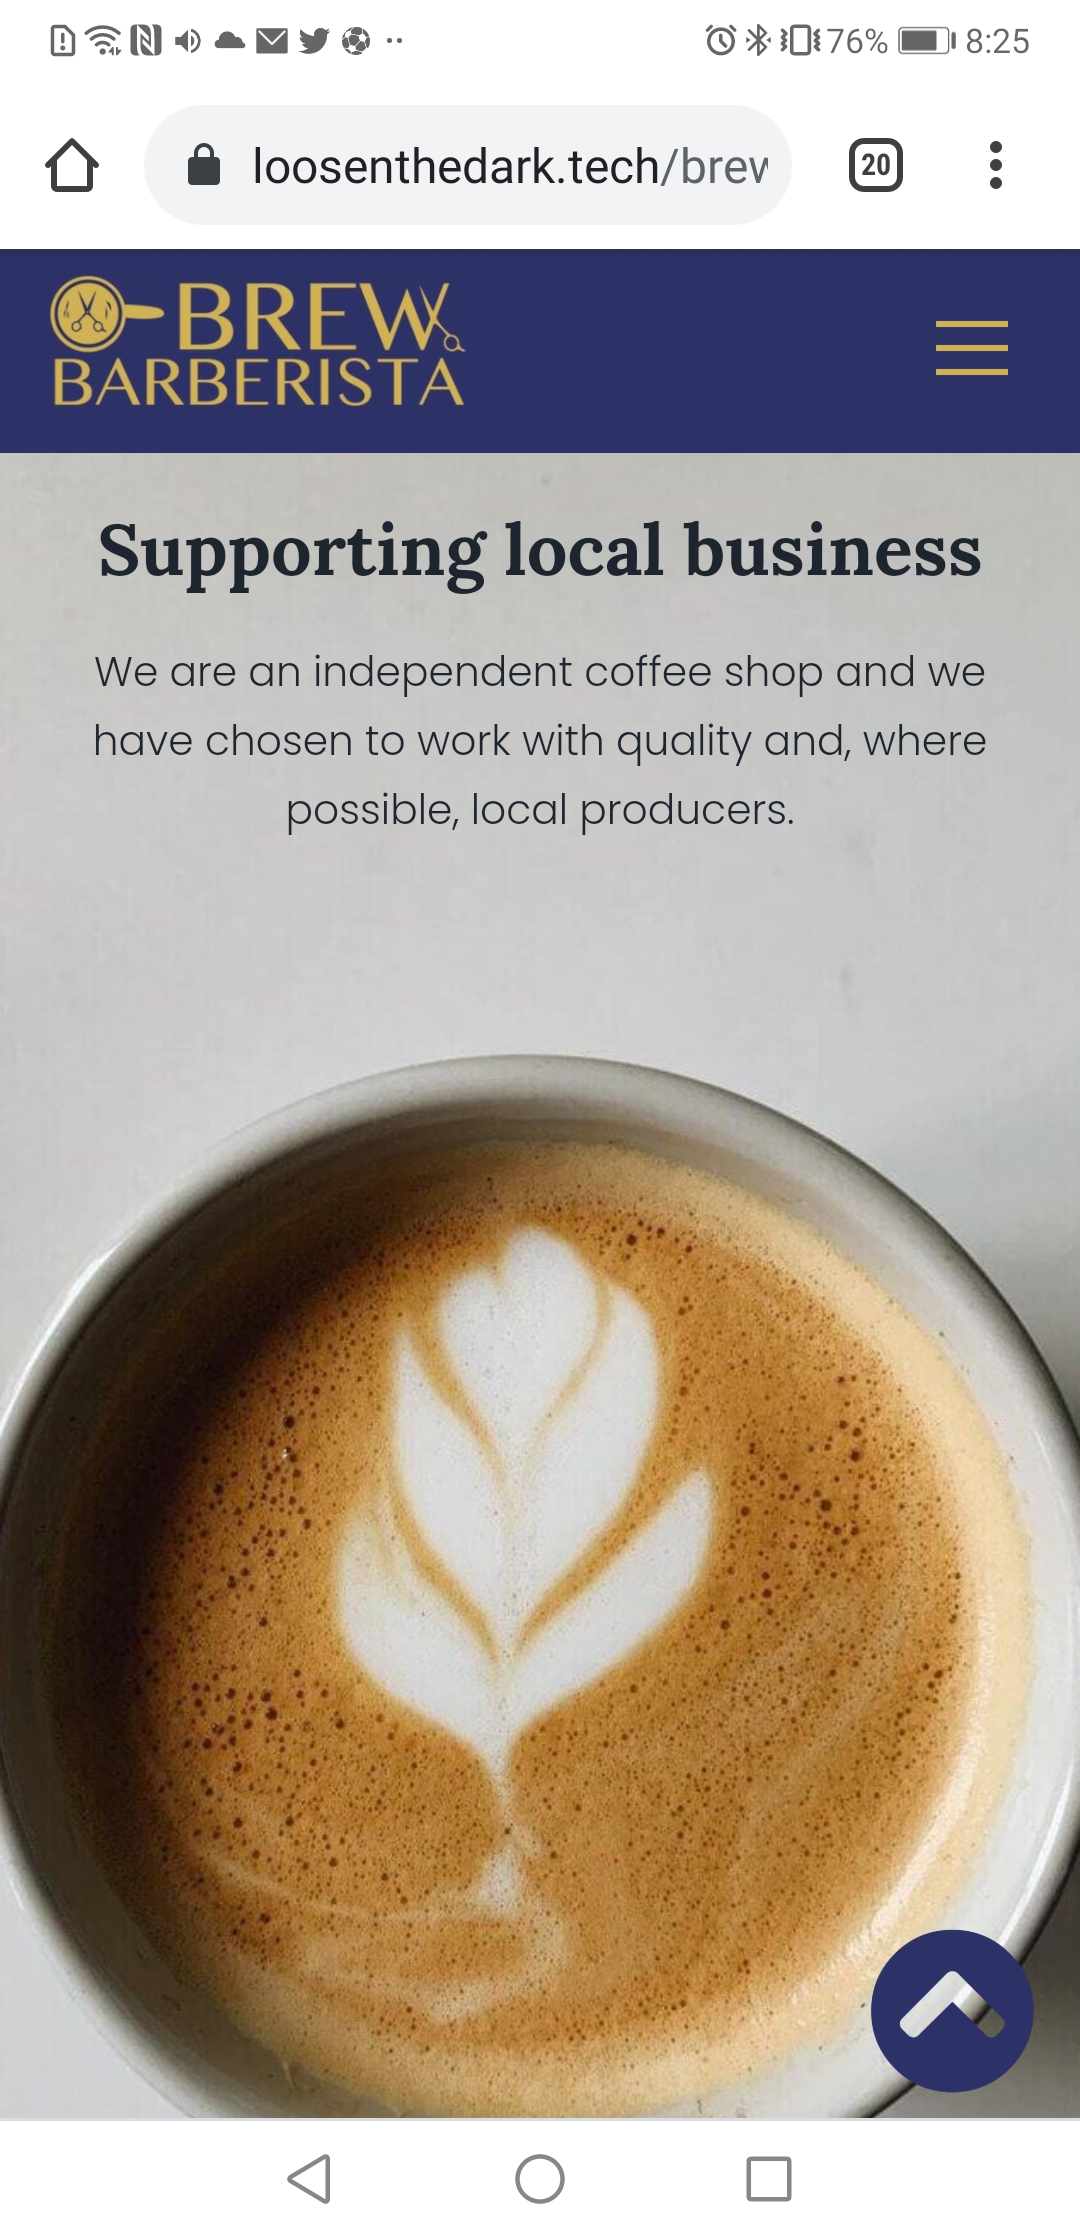 76% 8:25
loosenthedark.tech/brew
20
BREW
BARBERISTA
Supporting local business
We are an independent coffee shop and we
have chosen to work with quality and, where
possible, local producers.